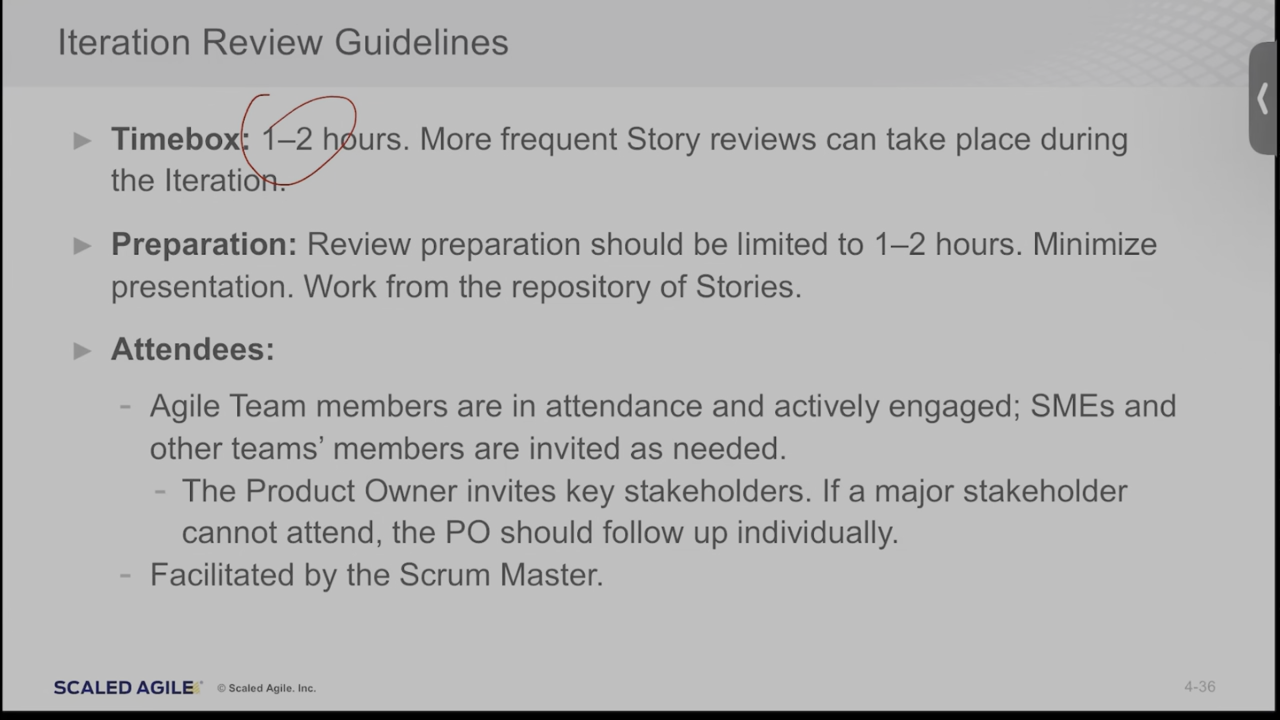 Iteration Review Guidelines
Timebox: 1–2 hours. More frequent Story reviews can take place during
the Iteration.
Preparation: Review preparation should be limited to 1–2 hours. Minimize
presentation. Work from the repository of Stories.
Attendees:
- Agile Team members are in attendance and actively engaged; SMEs and
other teams’ members are invited as needed.
- The Product Owner invites key stakeholders. If a major stakeholder
cannot attend, the PO should follow up individually.
- Facilitated by the Scrum Master.
SCALED AGILE® © Scaled Agile. Inc.
4-36